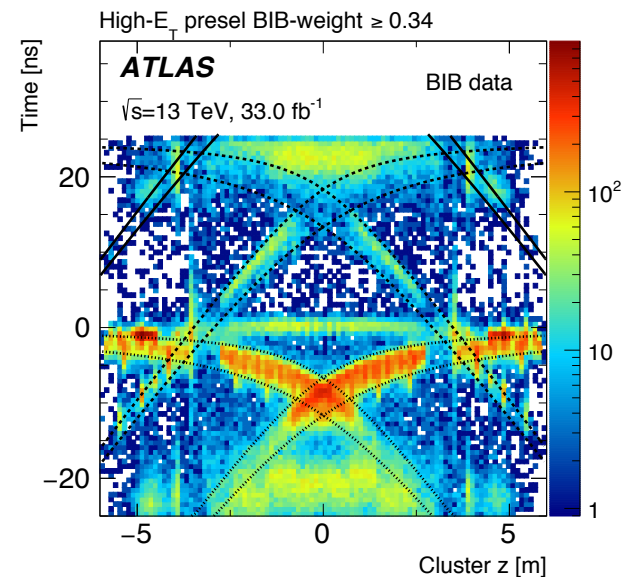 High-E_T presel BIB-weight ≥ 0.34
Time [ns]
ATLAS
BIB data
√s=13 TeV, 33.0 fb⁻¹
20
0
−20
10²
10
1
−5 0 5
Cluster z [m]